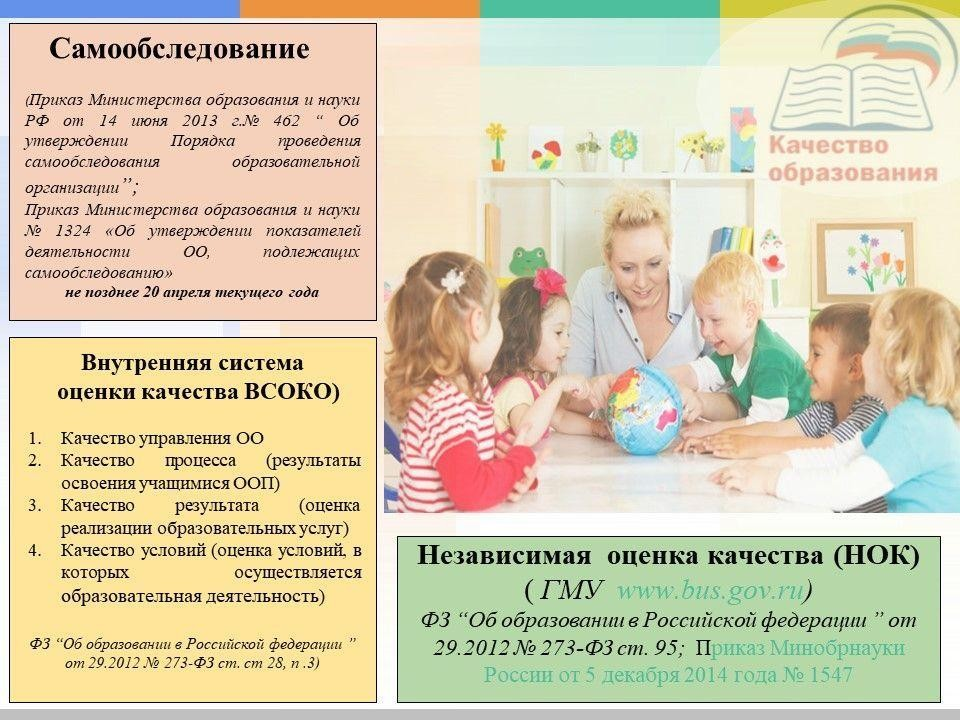 Самообследование
(Приказ Министерства образования и науки
РФ от 14 июня 2013 г.№ 462 “ Об
утверждении Порядка проведения
самообследования образовательной
организации”;
Приказ Министерства образования и науки
№ 1324 «Об утверждении показателей
деятельности ОО, подлежащих
самообследованию»
не позднее 20 апреля текущего года
Качество
образования
Внутренняя система
оценки качества ВСОКО)
1. Качество управления ОО
2. Качество процесса (результаты
освоения учащимися ООП)
3. Качество результата (оценка
реализации образовательных услуг)
4. Качество условий (оценка условий, в
которых осуществляется
образовательная деятельность)
ФЗ “Об образовании в Российской федерации ”
от 29.2012 № 273-ФЗ ст. ст 28, п .3)
Независимая оценка качества (НОК)
( ГМУ www.bus.gov.ru)
ФЗ “Об образовании в Российской федерации ” от
29.2012 № 273-ФЗ ст. 95; Приказ Минобрнауки
России от 5 декабря 2014 года № 1547